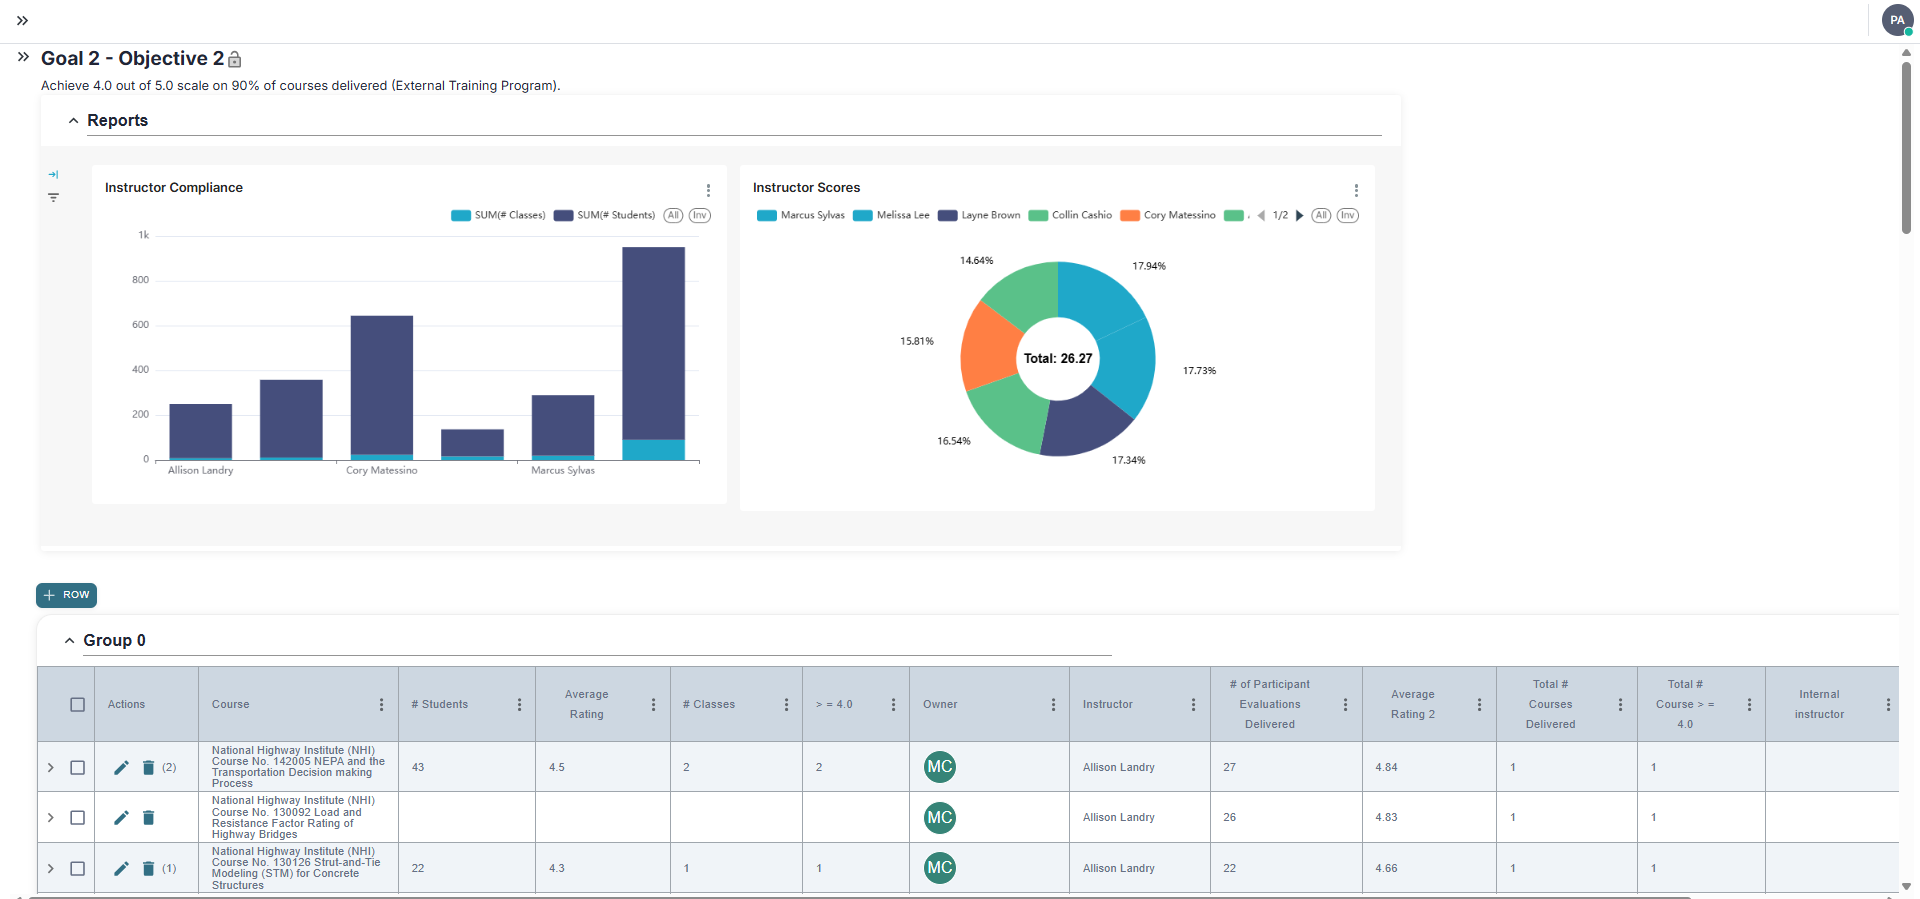 PA
Goal 2 - Objective 2
Achieve 4.0 out of 5.0 scale on 90% of courses delivered (External Training Program).
Reports
Instructor Compliance
SUM(# Classes) SUM(# Students) All Inv
1k
800
600
400
200
0
Allison Landry Cory Matessino Marcus Sylvas
Instructor Scores
Marcus Sylvas Melissa Lee Layne Brown Collin Cashio Cory Matessino 1/2 All Inv
14.64% 17.94%
15.81%
Total: 26.27
17.73%
16.54%
17.34%
ROW
Group 0
Actions Course # Students Average Rating # Classes > = 4.0 Owner Instructor # of Participant Evaluations Delivered Average Rating 2 Total # Courses Delivered Total # Course > = 4.0 Internal instructor
(2)
National Highway Institute (NHI)
Course No. 142005 NEPA and the
Transportation Decision making
Process
43 4.5 2 2 MC Allison Landry 27 4.84 1 1
National Highway Institute (NHI)
Course No. 130092 Load and
Resistance Factor Rating of
Highway Bridges
MC Allison Landry 26 4.83 1 1
(1)
National Highway Institute (NHI)
Course No. 130126 Strut-and-Tie
Modeling (STM) for Concrete
Structures
22 4.3 1 1 MC Allison Landry 22 4.66 1 1